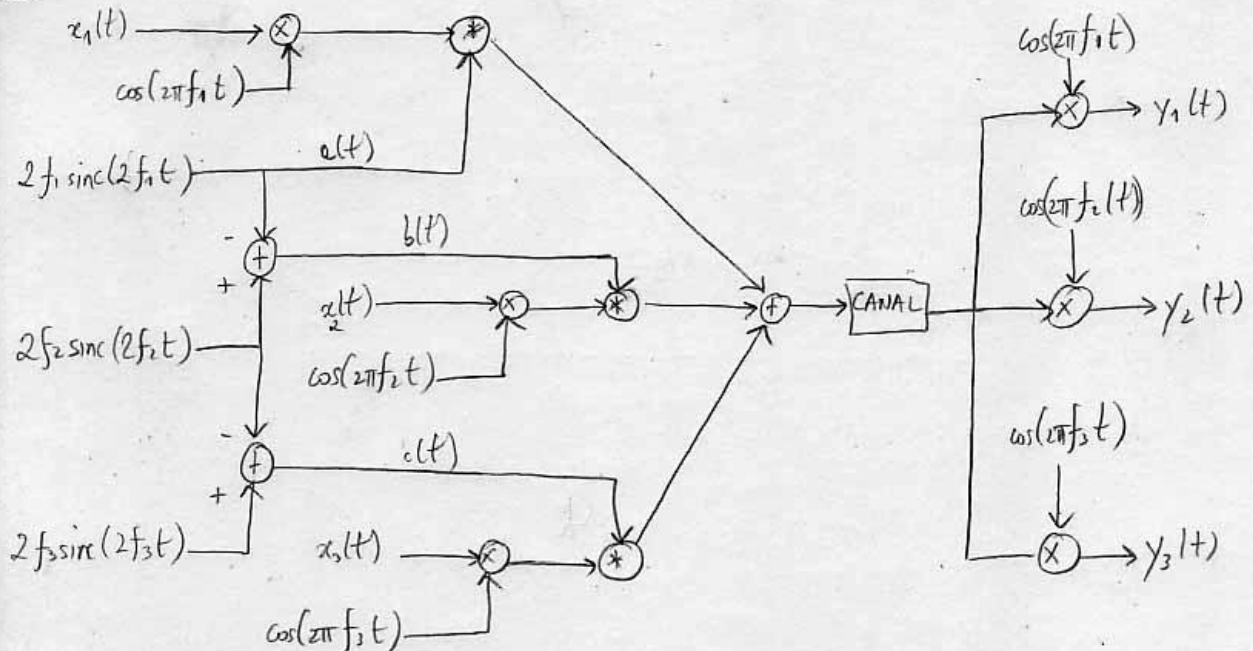 x₁(t)
×
*
cos(2πf₁t)
cos(2πf₁t)
×
y₁(t)
2f₁ sinc(2f₁t)
a(t)
cos(2πf₂(t))
-
+
b(t)
+
x₂(t)
×
*
+
CANAL
×
y₂(t)
2f₂ sinc(2f₂t)
cos(2πf₂t)
-
+
c(t)
cos(2πf₃t)
+
2f₃ sinc(2f₃t)
x₃(t)
×
*
×
y₃(t)
cos(2πf₃t)